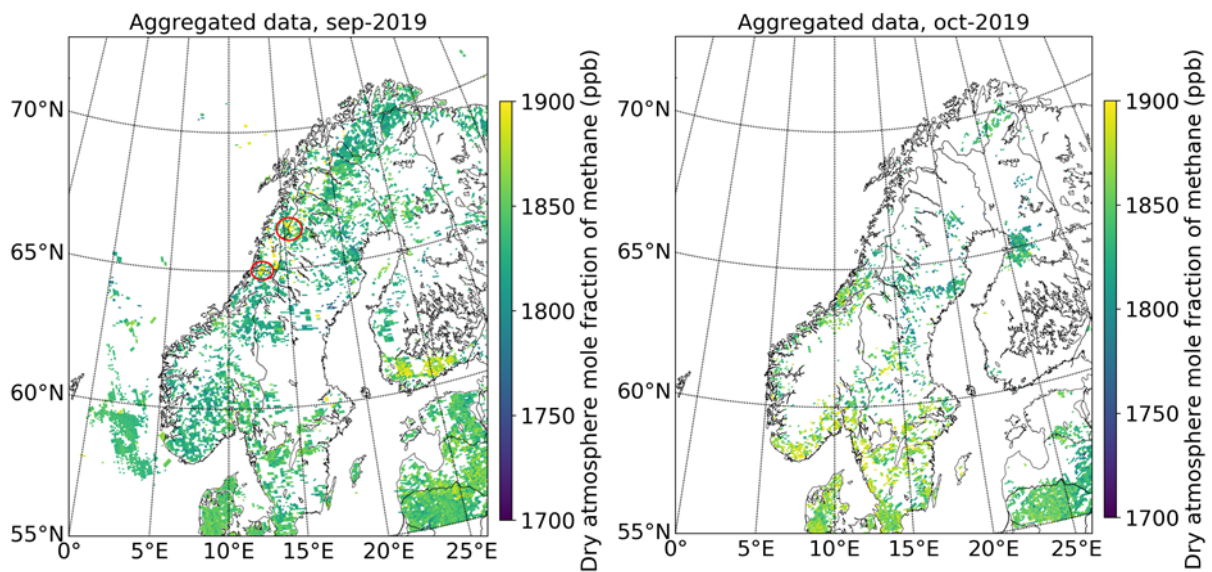 Aggregated data, sep-2019
70°N
65°N
60°N
55°N
0°
5°E
10°E
15°E
20°E
25°E
1900
1850
1800
1750
1700
Dry atmosphere mole fraction of methane (ppb)
Aggregated data, oct-2019
70°N
65°N
60°N
55°N
0°
5°E
10°E
15°E
20°E
25°E
1900
1850
1800
1750
1700
Dry atmosphere mole fraction of methane (ppb)